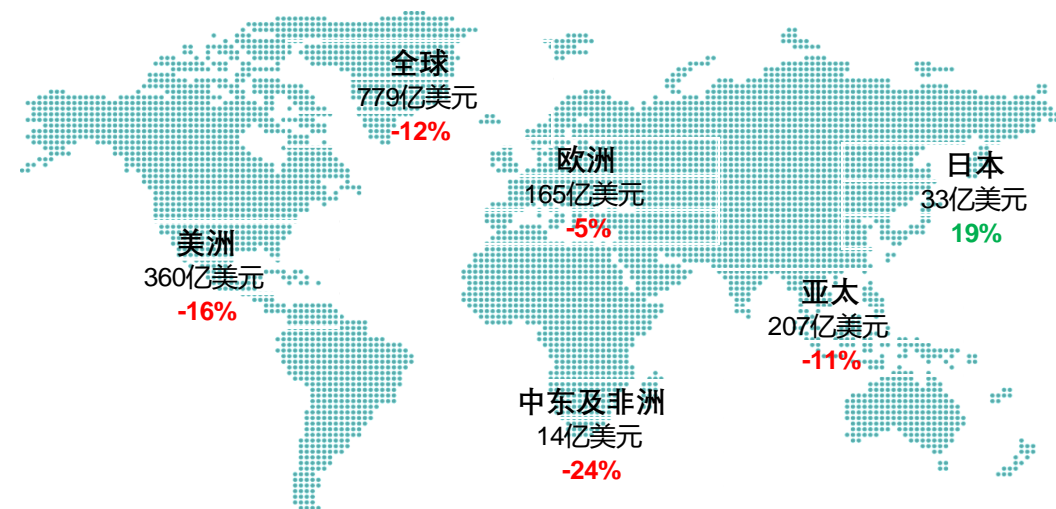 全球
779亿美元
-12%
欧洲
165亿美元
-5%
日本
33亿美元
19%
美洲
360亿美元
-16%
亚太
207亿美元
-11%
中东及非洲
14亿美元
-24%